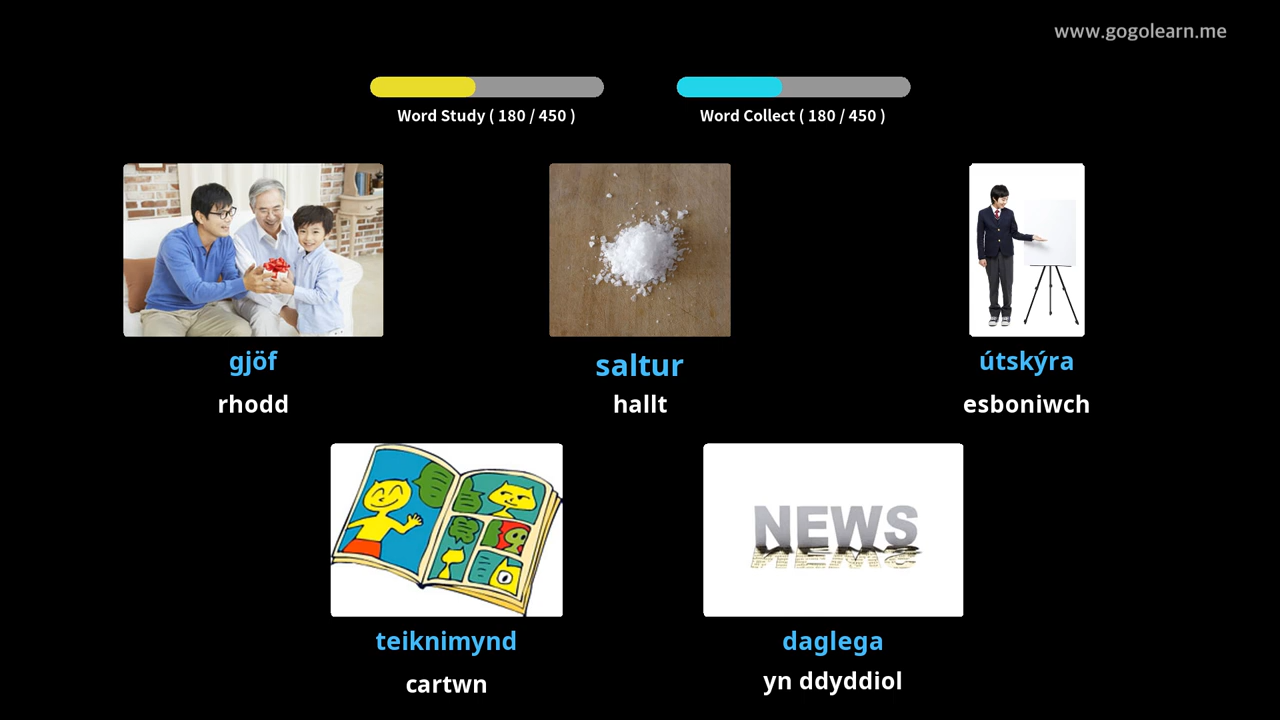 www.gogolearn.me
Word Study ( 180 / 450 )
Word Collect ( 180 / 450 )
gjöf
saltur
útskýra
rhodd
hallt
esboniwch
NEWS
teiknimynd
daglega
cartwn
yn ddyddiol